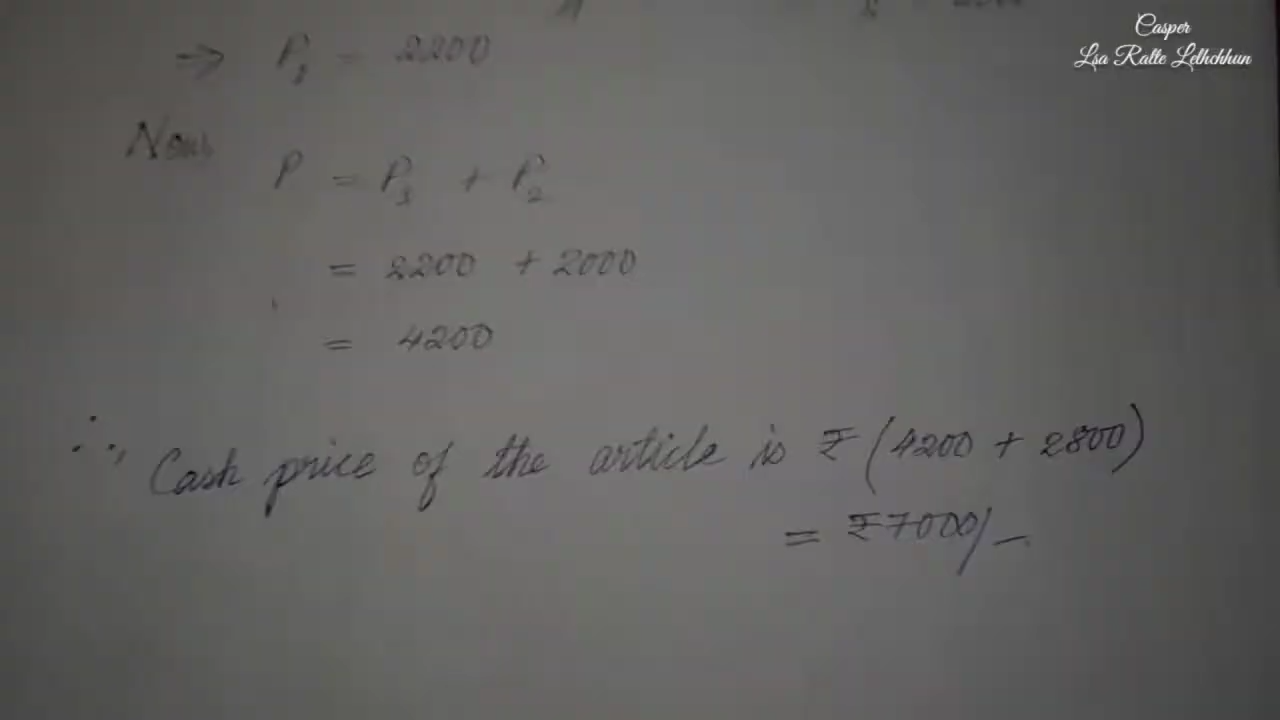 Casper
Lsa Ralte Lelhchhun
⇒ P₁ = 2200
Now
P = P₁ + P₂
= 2200 + 2000
= 4200
∴, Cash price of the article is ₹ (4200 + 2800)
= ₹7000/-